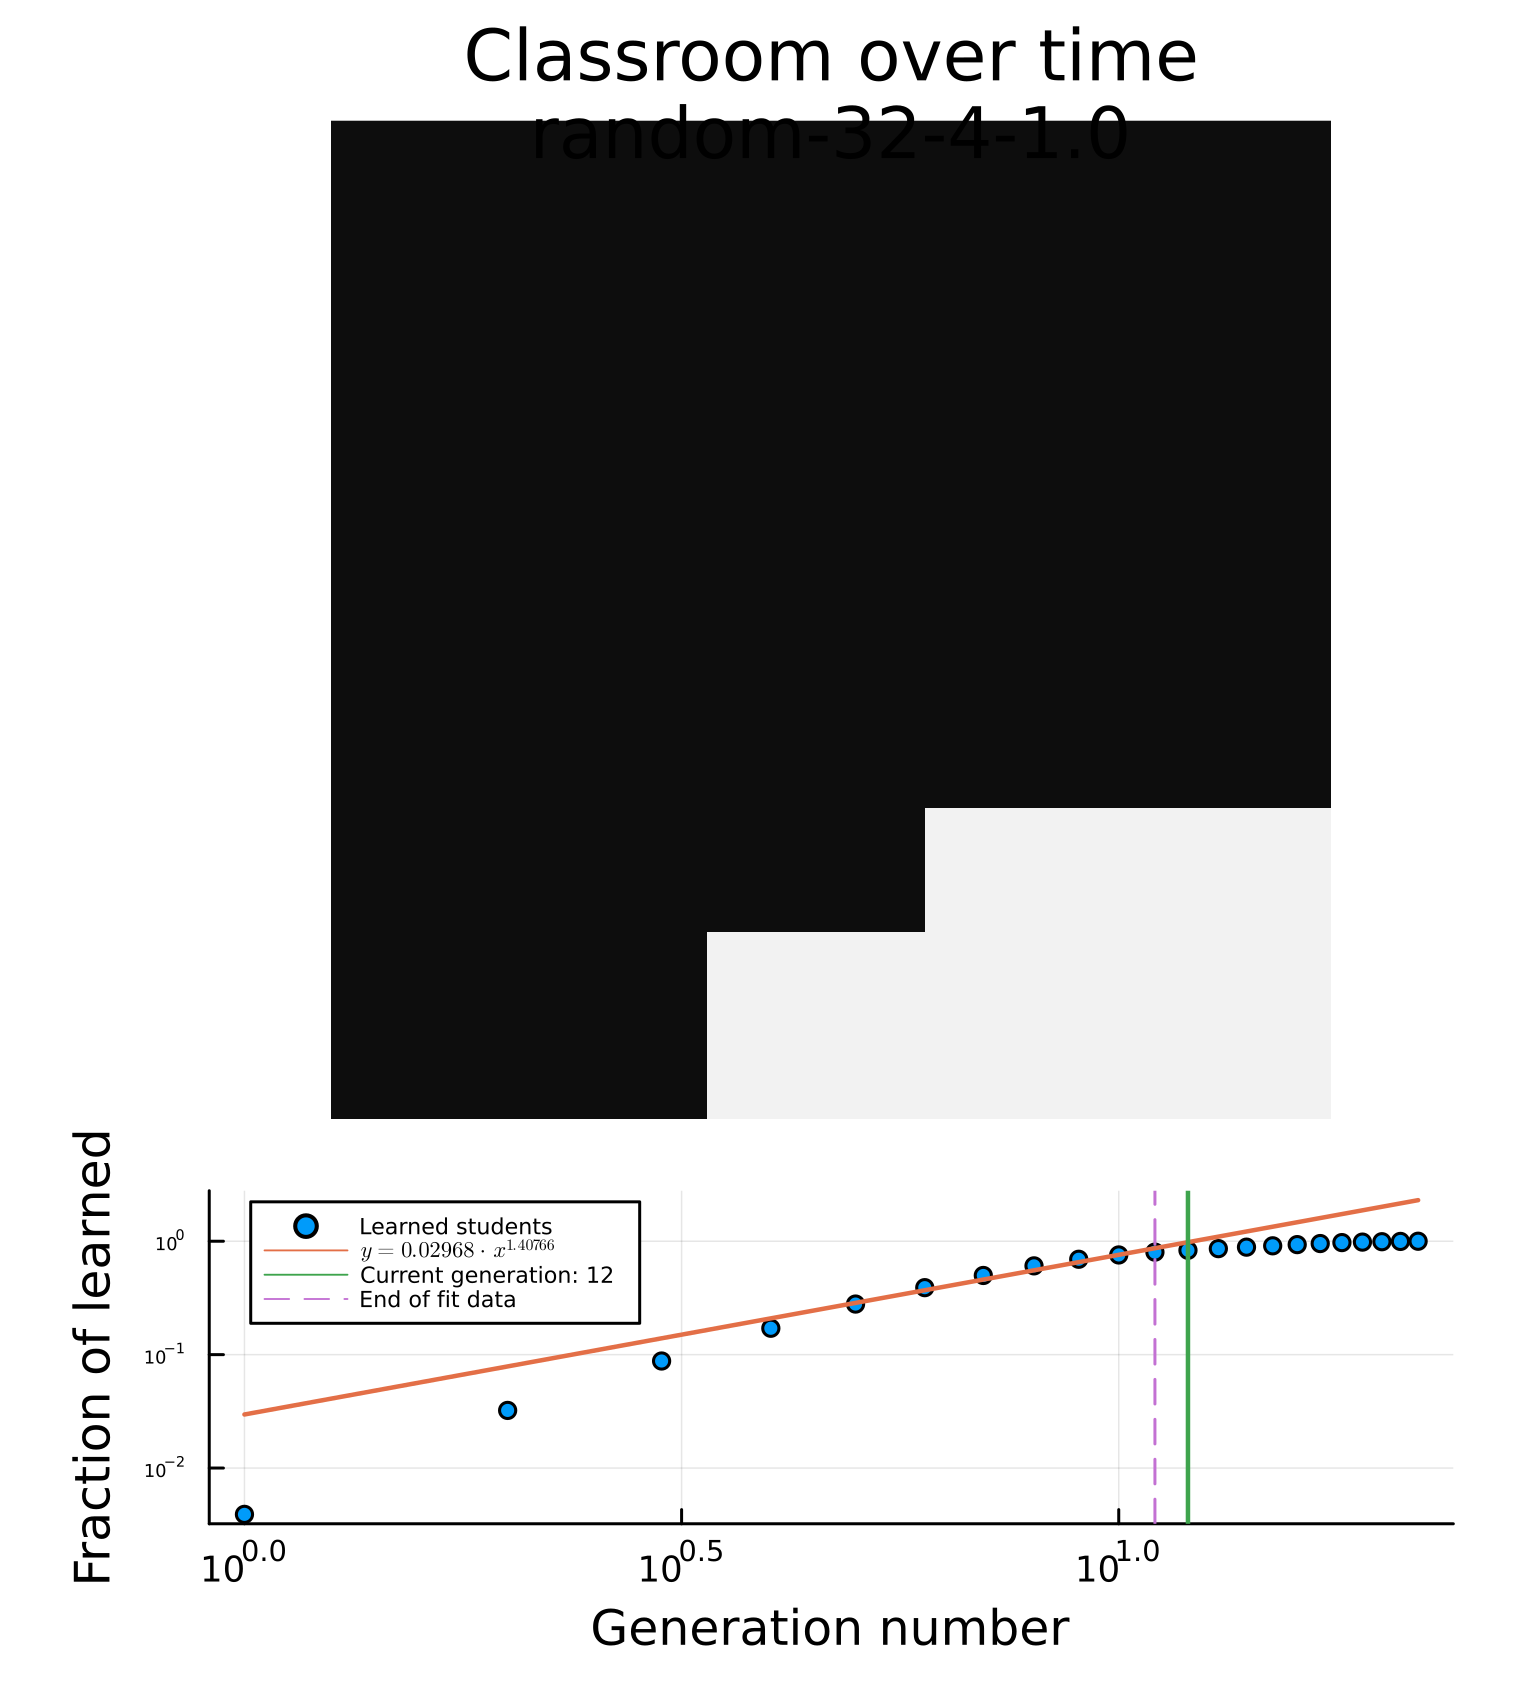 Classroom over time
random-32-4-1.0
Fraction of learned
10^0
10^−1
10^−2
Learned students
y = 0.02968 · x^1.40766
Current generation: 12
End of fit data
10^0.0
10^0.5
10^1.0
Generation number